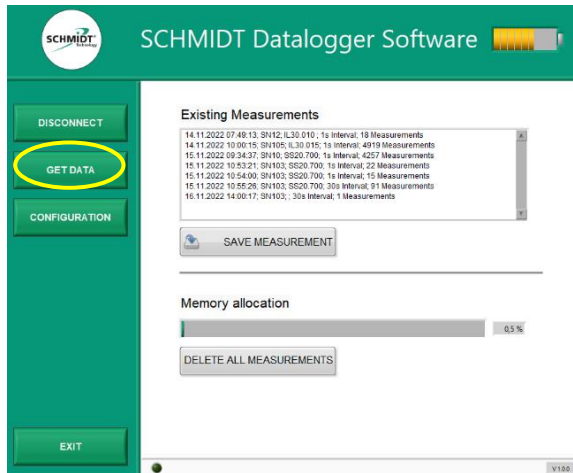 SCHMIDT
Technology
SCHMIDT Datalogger Software
DISCONNECT
GET DATA
CONFIGURATION
EXIT
Existing Measurements
14.11.2022 07:49:13; SN12; IL30.010 ; 1s Interval; 18 Measurements
14.11.2022 10:00:15; SN105; IL30.015; 1s Interval; 4919 Measurements
15.11.2022 09:34:37; SN10; SS20.700; 1s Interval; 4257 Measurements
15.11.2022 10:53:21; SN103; SS20.700; 1s Interval; 22 Measurements
15.11.2022 10:54:00; SN103; SS20.700; 1s Interval; 15 Measurements
15.11.2022 10:55:26; SN103; SS20.700; 30s Interval; 91 Measurements
16.11.2022 14:00:17; SN103; ; 30s Interval; 1 Measurements
SAVE MEASUREMENT
Memory allocation
0,5 %
DELETE ALL MEASUREMENTS
V1.0.0